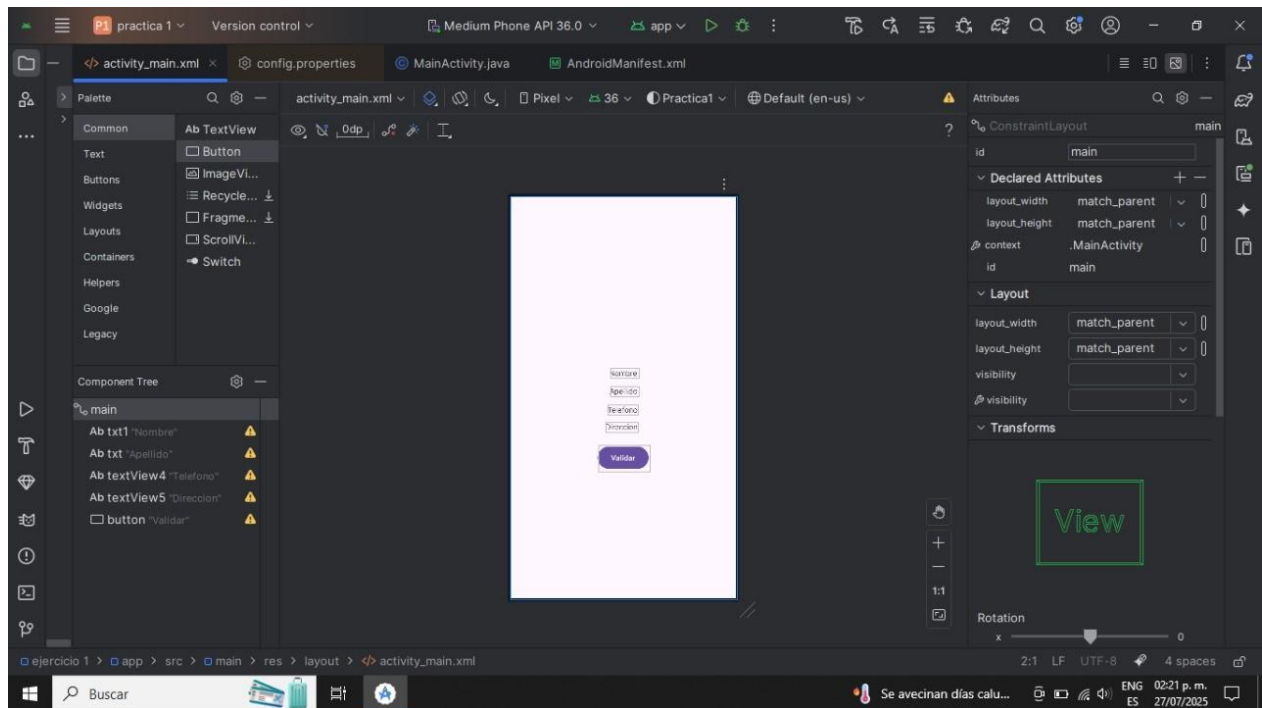 P1 practica 1 Version control Medium Phone API 36.0 app
activity_main.xml config.properties MainActivity.java AndroidManifest.xml
Palette
Common
Text
Buttons
Widgets
Layouts
Containers
Helpers
Google
Legacy
Ab TextView
Button
ImageVi...
Recycle...
Fragme...
ScrollVi...
Switch
activity_main.xml Pixel 36 Practica1 Default (en-us)
0dp
?
Nombre
Apellido
Telefono
Direccion
Validar
1:1
Component Tree
main
Ab txt1 "Nombre"
Ab txt "Apellido"
Ab textView4 "Telefono"
Ab textView5 "Direccion"
button "Validar"
Attributes
ConstraintLayout main
id main
Declared Attributes
layout_width match_parent
layout_height match_parent
context .MainActivity
id main
Layout
layout_width match_parent
layout_height match_parent
visibility
visibility
Transforms
View
Rotation
x 0
ejercicio 1 > app > src > main > res > layout > activity_main.xml 2:1 LF UTF-8 4 spaces
Buscar Se avecinan días calu... ENG 02:21 p. m.
ES 27/07/2025